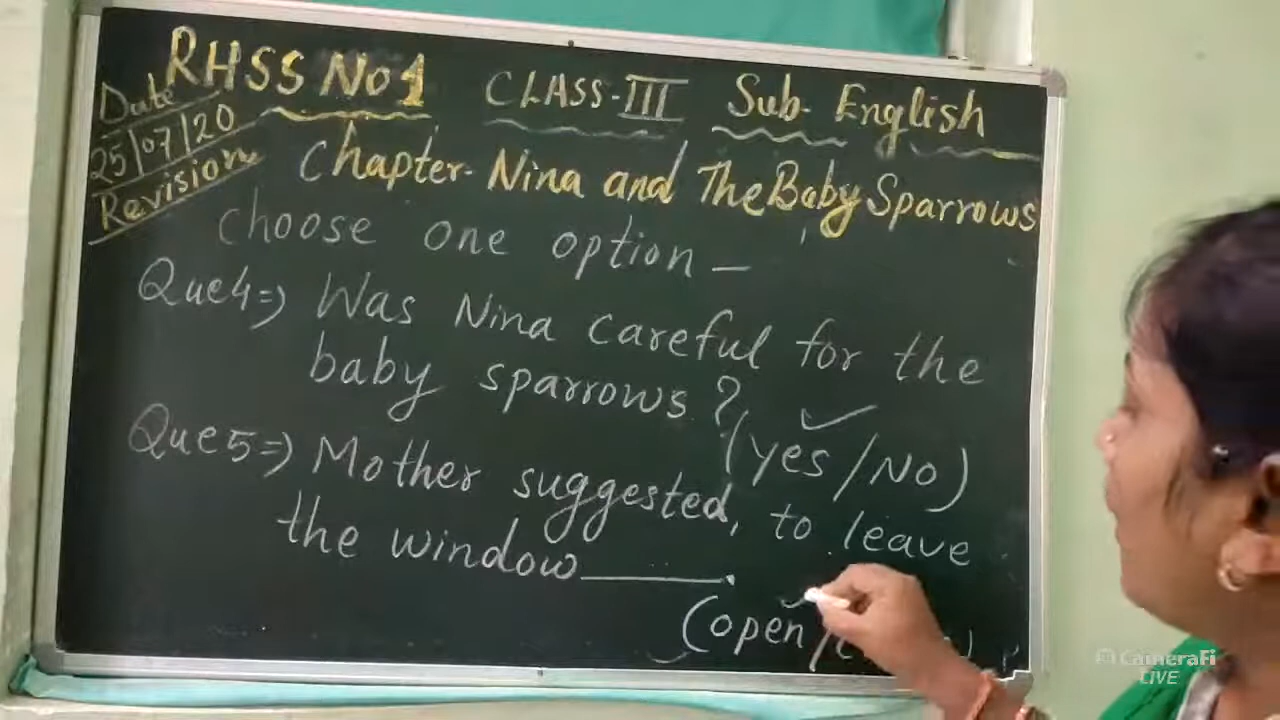 RHSS No 1 CLASS-III Sub- English
Date
25/07/20
Revision
Chapter- Nina and The Baby Sparrows
Choose one option —
Que4=> Was Nina careful for the
baby sparrows?
(yes/No)
Que5=> Mother suggested, to leave
the window______.
(open/
CameraFi
LIVE